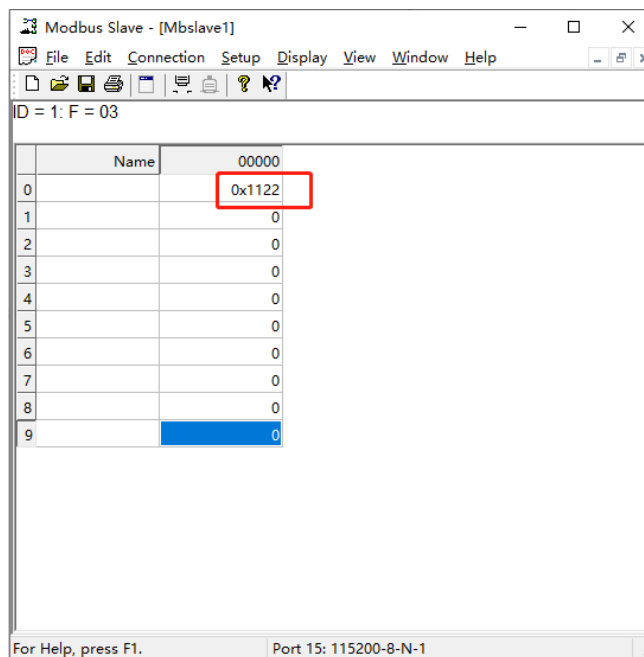 Modbus Slave - [Mbslave1]
File Edit Connection Setup Display View Window Help
ID = 1: F = 03
Name 00000
0 0x1122
1 0
2 0
3 0
4 0
5 0
6 0
7 0
8 0
9 0
For Help, press F1. Port 15: 115200-8-N-1